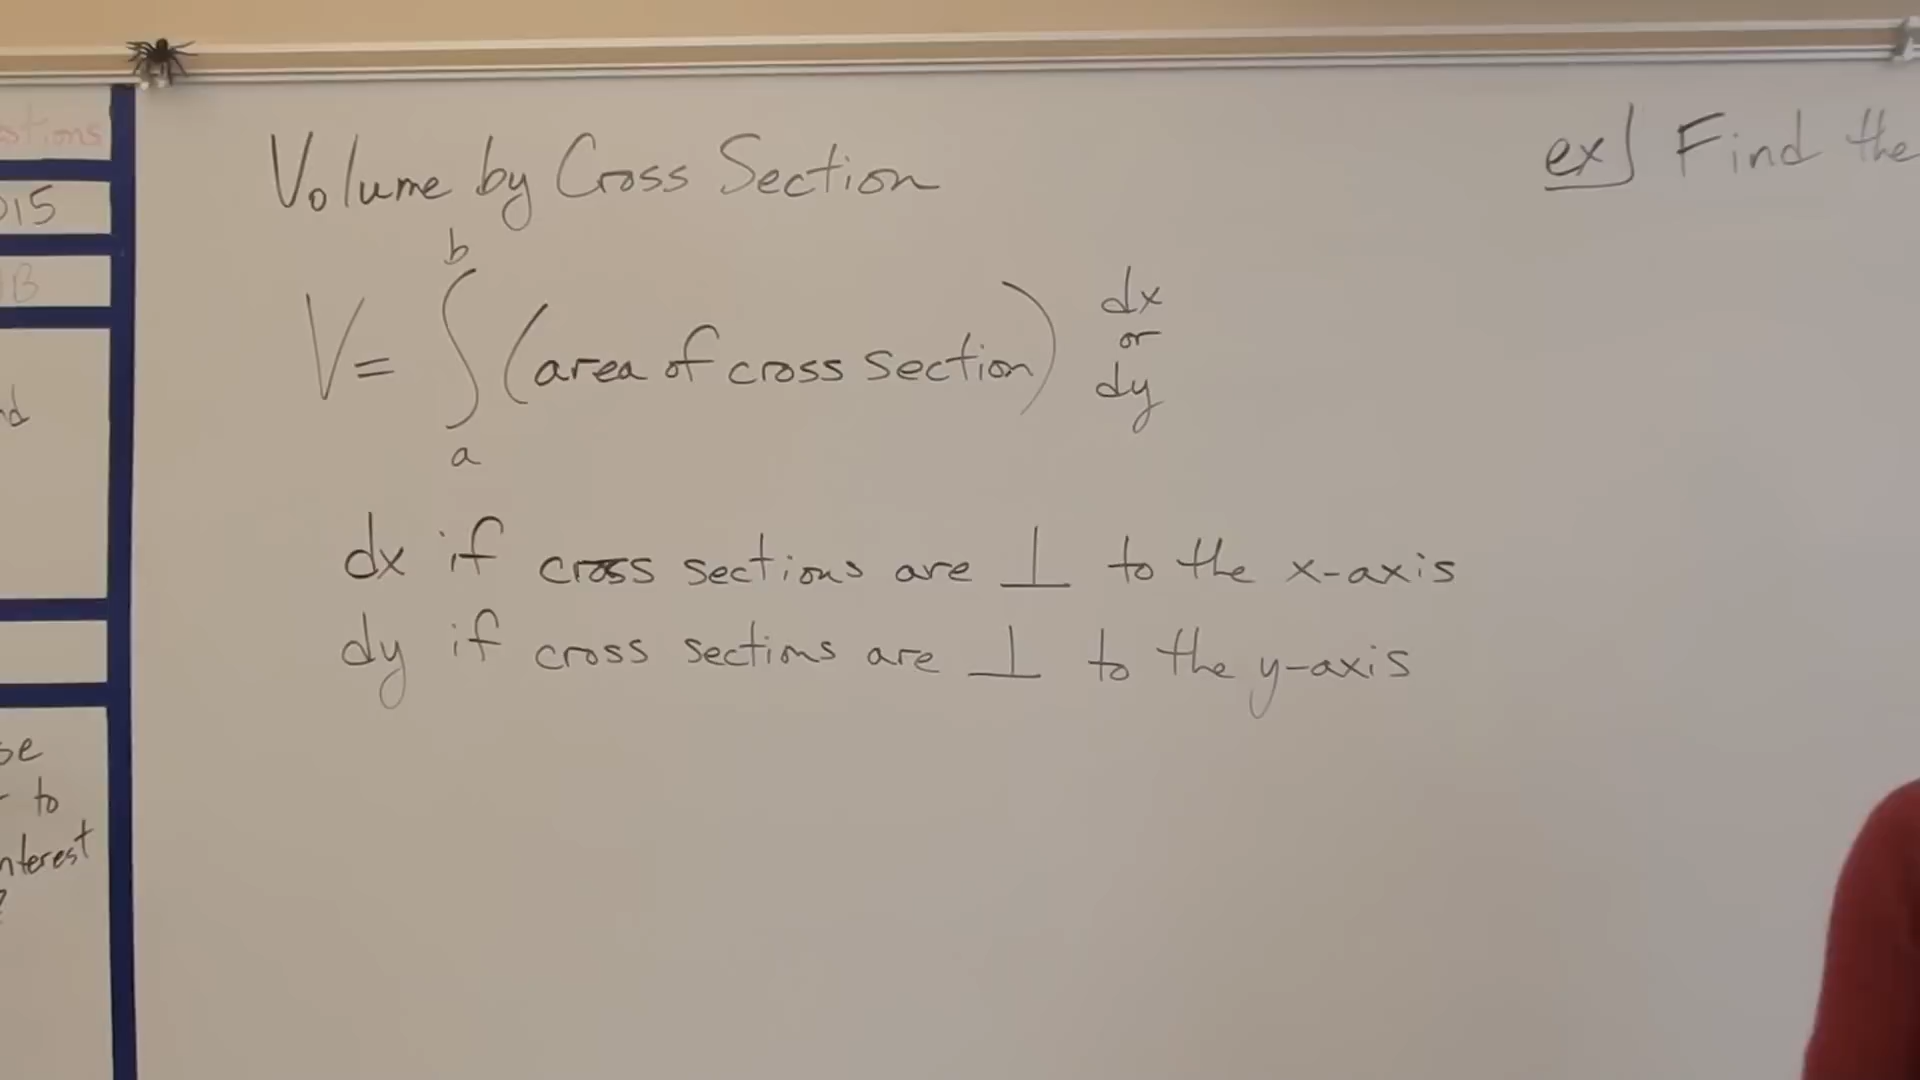 Volume by Cross Section
V = ∫ₐᵇ (area of cross section) dx or dy
dx if cross sections are ⊥ to the x-axis
dy if cross sections are ⊥ to the y-axis
ex) Find the
015
to
nterest